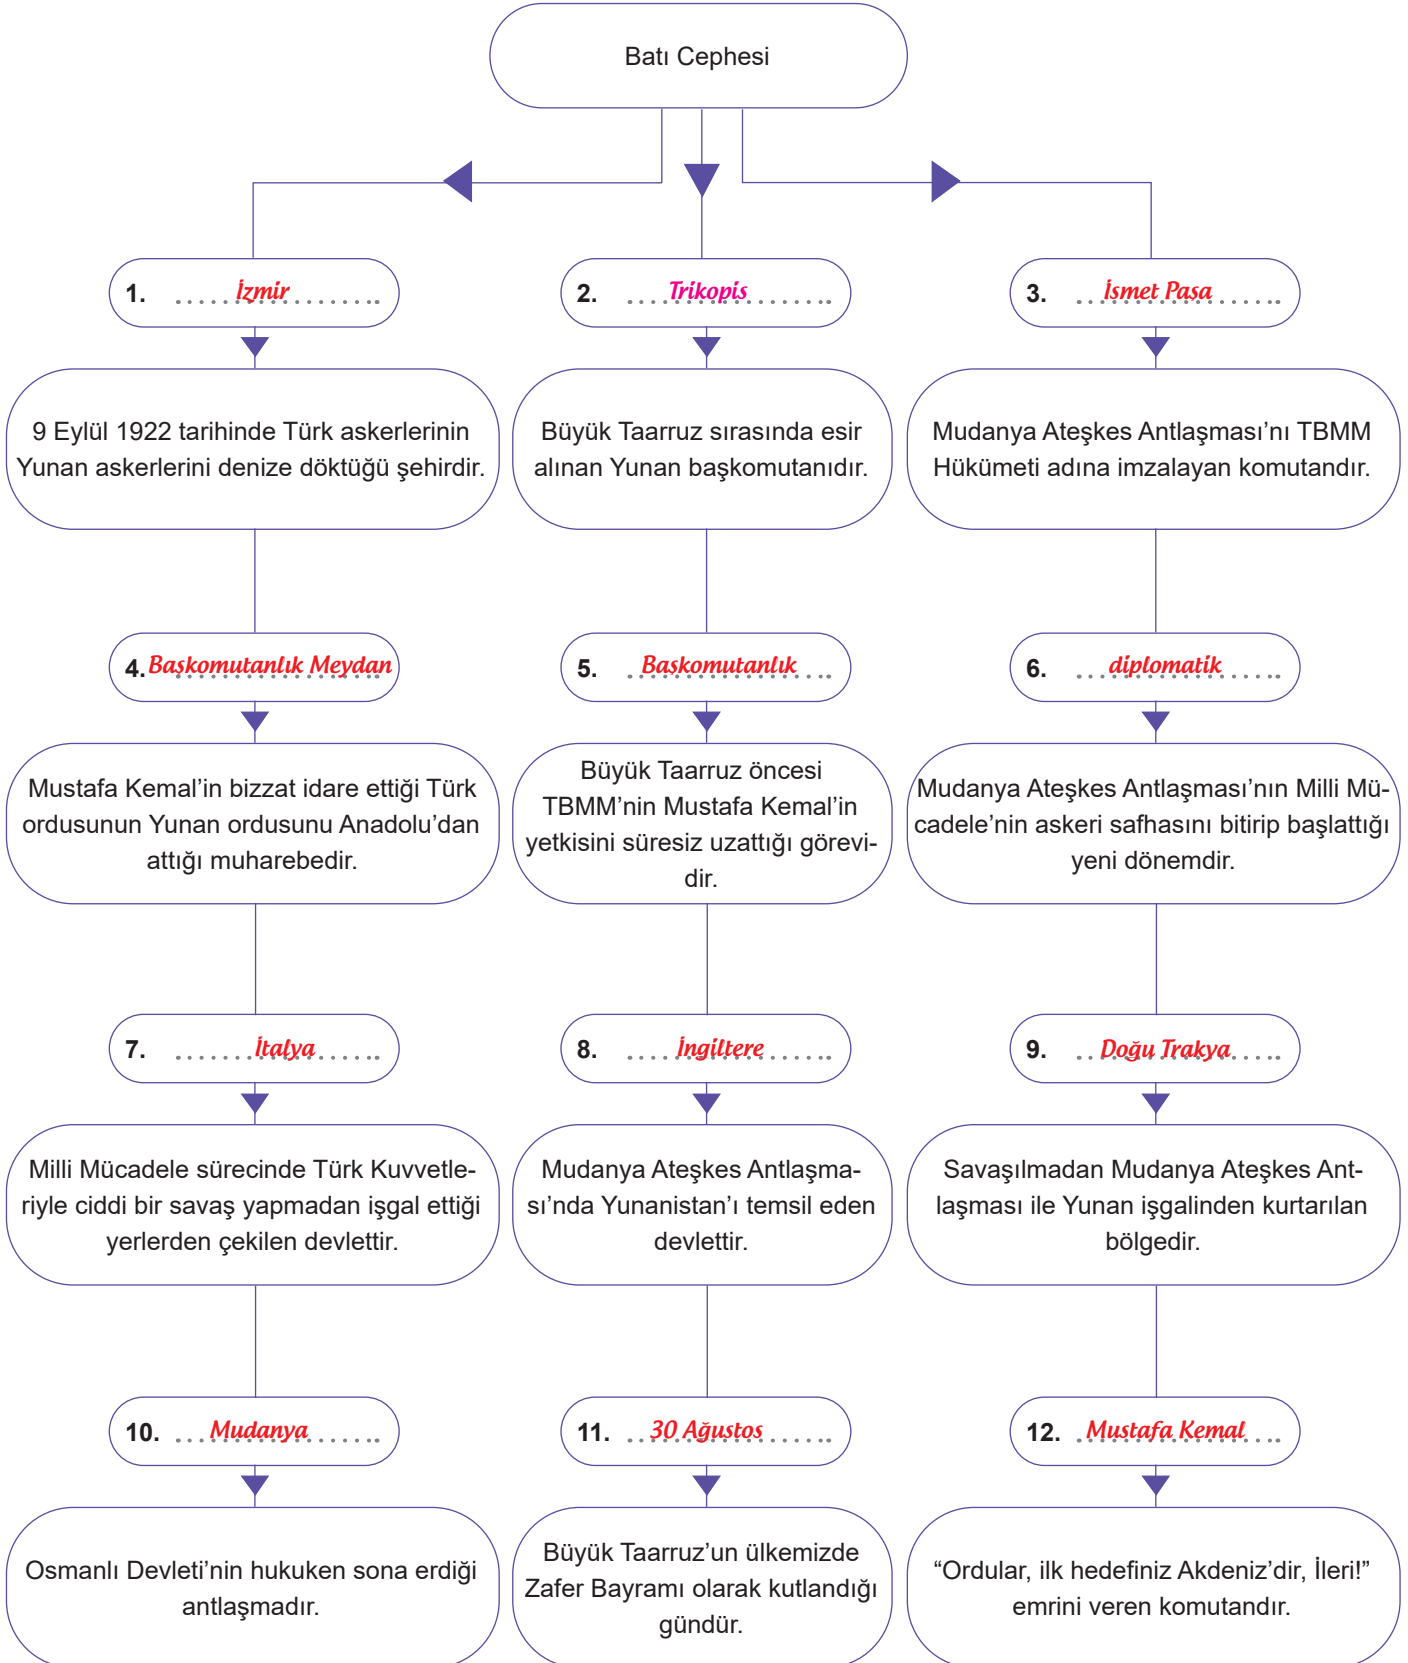 Batı Cephesi
1. İzmir
2. Trikopis
3. İsmet Paşa
9 Eylül 1922 tarihinde Türk askerlerinin
Yunan askerlerini denize döktüğü şehirdir.
Büyük Taarruz sırasında esir
alınan Yunan başkomutanıdır.
Mudanya Ateşkes Antlaşması’nı TBMM
Hükümeti adına imzalayan komutandır.
4. Başkomutanlık Meydan
5. Başkomutanlık
6. diplomatik
Mustafa Kemal’in bizzat idare ettiği Türk
ordusunun Yunan ordusunu Anadolu’dan
attığı muharebedir.
Büyük Taarruz öncesi
TBMM’nin Mustafa Kemal’in
yetkisini süresiz uzattığı görevi-
dir.
Mudanya Ateşkes Antlaşması’nın Milli Mü-
cadele’nin askeri safhasını bitirip başlattığı
yeni dönemdir.
7. İtalya
8. İngiltere
9. Doğu Trakya
Milli Mücadele sürecinde Türk Kuvvetle-
riyle ciddi bir savaş yapmadan işgal ettiği
yerlerden çekilen devlettir.
Mudanya Ateşkes Antlaşma-
sı’nda Yunanistan’ı temsil eden
devlettir.
Savaşılmadan Mudanya Ateşkes Ant-
laşması ile Yunan işgalinden kurtarılan
bölgedir.
10. Mudanya
11. 30 Ağustos
12. Mustafa Kemal
Osmanlı Devleti’nin hukuken sona erdiği
antlaşmadır.
Büyük Taarruz’un ülkemizde
Zafer Bayramı olarak kutlandığı
gündür.
“Ordular, ilk hedefiniz Akdeniz’dir, İleri!”
emrini veren komutandır.